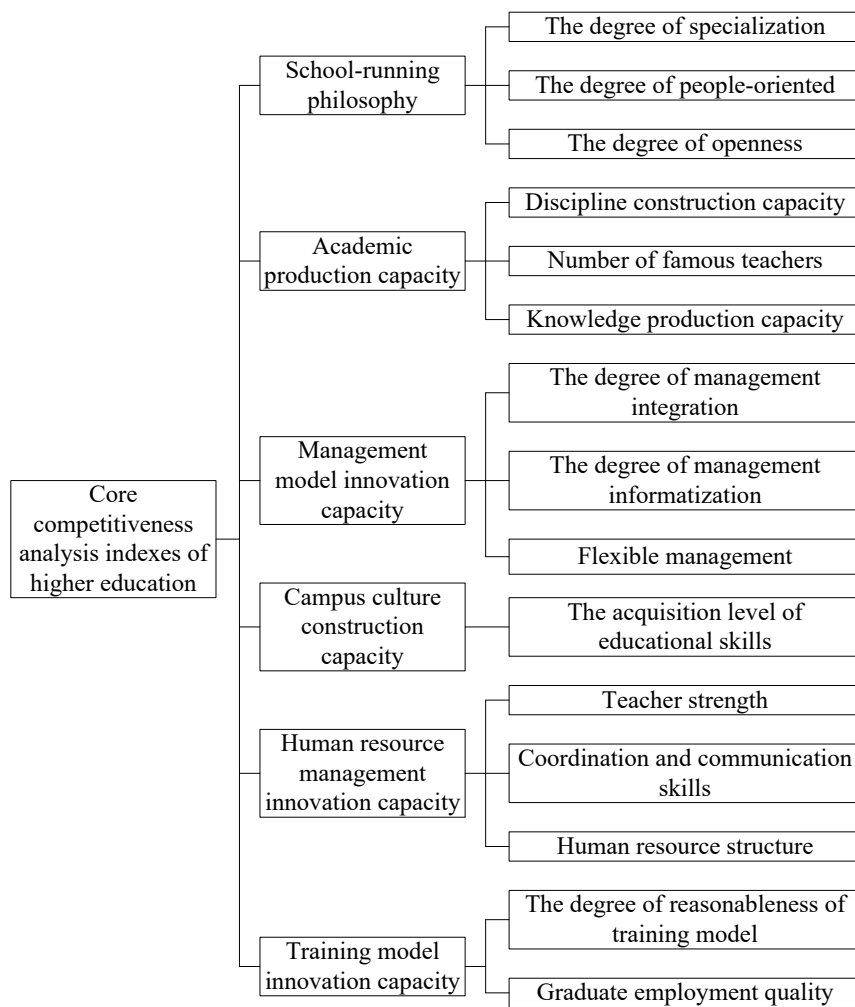 Core
competitiveness
analysis indexes of
higher education
School-running
philosophy
The degree of specialization
The degree of people-oriented
The degree of openness
Academic
production capacity
Discipline construction capacity
Number of famous teachers
Knowledge production capacity
Management
model innovation
capacity
The degree of management
integration
The degree of management
informatization
Flexible management
Campus culture
construction
capacity
The acquisition level of
educational skills
Human resource
management
innovation capacity
Teacher strength
Coordination and communication
skills
Human resource structure
Training model
innovation capacity
The degree of reasonableness of
training model
Graduate employment quality